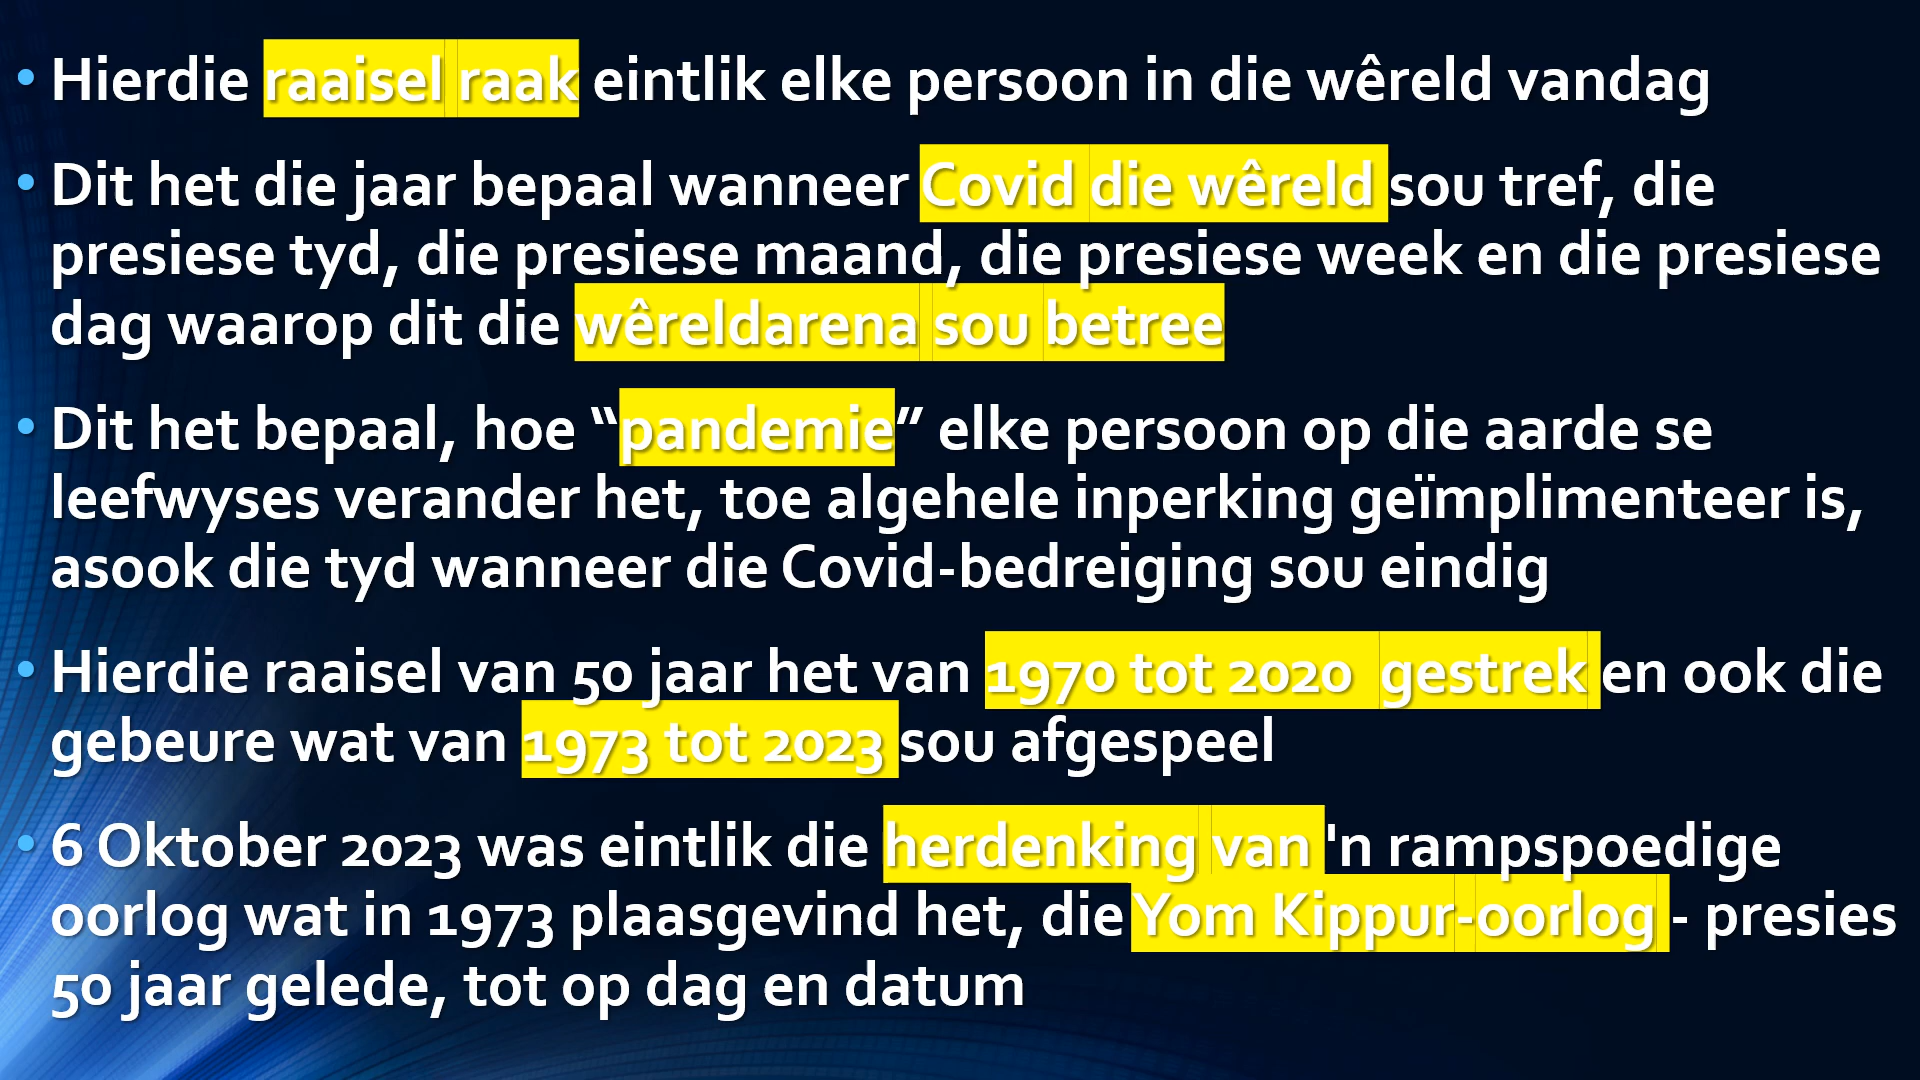 • Hierdie raaisel raak eintlik elke persoon in die wêreld vandag
• Dit het die jaar bepaal wanneer Covid die wêreld sou tref, die
presiese tyd, die presiese maand, die presiese week en die presiese
dag waarop dit die wêreldarena sou betree
• Dit het bepaal, hoe “pandemie” elke persoon op die aarde se
leefwyses verander het, toe algehele inperking geïmplimenteer is,
asook die tyd wanneer die Covid-bedreiging sou eindig
• Hierdie raaisel van 50 jaar het van 1970 tot 2020 gestrek en ook die
gebeure wat van 1973 tot 2023 sou afgespeel
• 6 Oktober 2023 was eintlik die herdenking van 'n rampspoedige
oorlog wat in 1973 plaasgevind het, die Yom Kippur-oorlog - presies
50 jaar gelede, tot op dag en datum